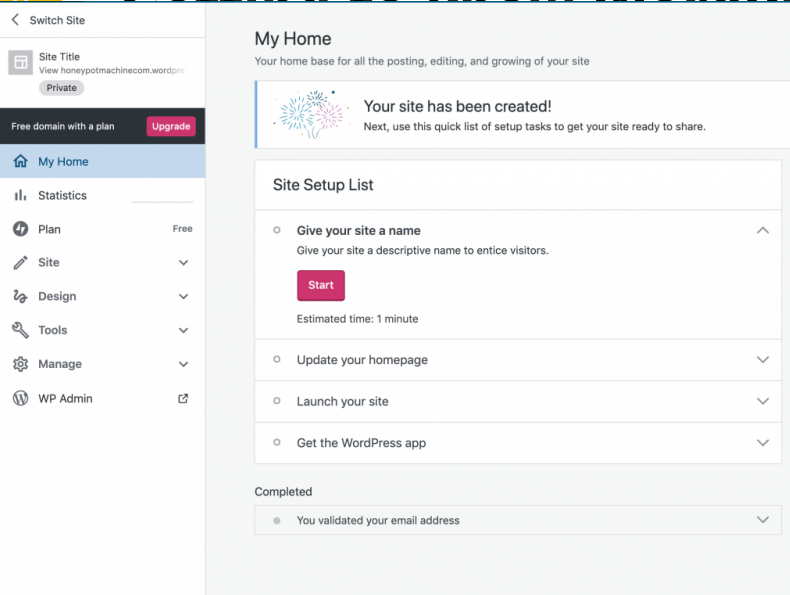 Switch Site
Site Title
View honeypotmachinecom.wordpre
Private
Free domain with a plan Upgrade
My Home
Statistics
Plan Free
Site
Design
Tools
Manage
WP Admin
My Home
Your home base for all the posting, editing, and growing of your site
Your site has been created!
Next, use this quick list of setup tasks to get your site ready to share.
Site Setup List
Give your site a name
Give your site a descriptive name to entice visitors.
Start
Estimated time: 1 minute
Update your homepage
Launch your site
Get the WordPress app
Completed
You validated your email address